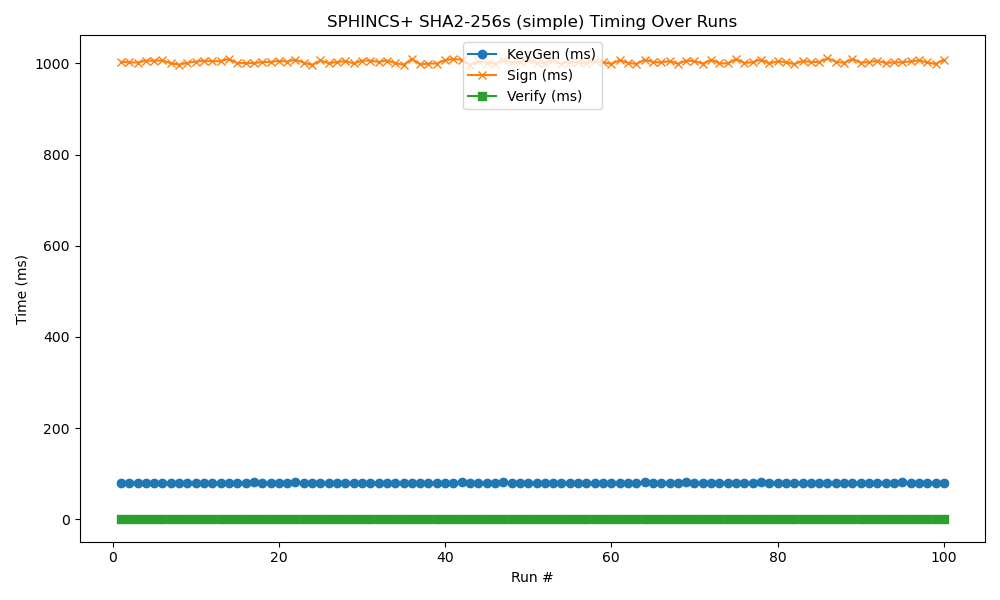 SPHINCS+ SHA2-256s (simple) Timing Over Runs
KeyGen (ms)
Sign (ms)
Verify (ms)
Time (ms)
1000
800
600
400
200
0
0 20 40 60 80 100
Run #